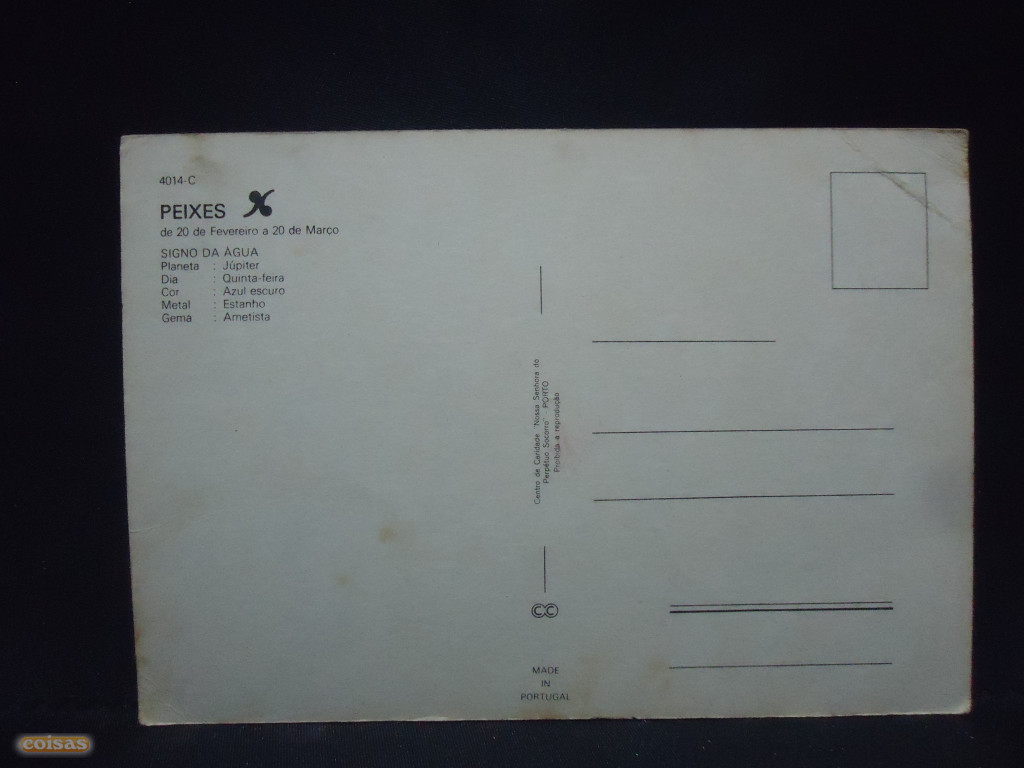 4014-C
PEIXES
de 20 de Fevereiro a 20 de Março
SIGNO DA ÀGUA
Planeta : Júpiter
Dia : Quinta-feira
Cor : Azul escuro
Metal : Estanho
Gema : Ametista
Centro de Caridade "Nossa Senhora do
Perpétuo Socorro" - PORTO
Proibida a reprodução
CC
MADE
IN
PORTUGAL
coisas